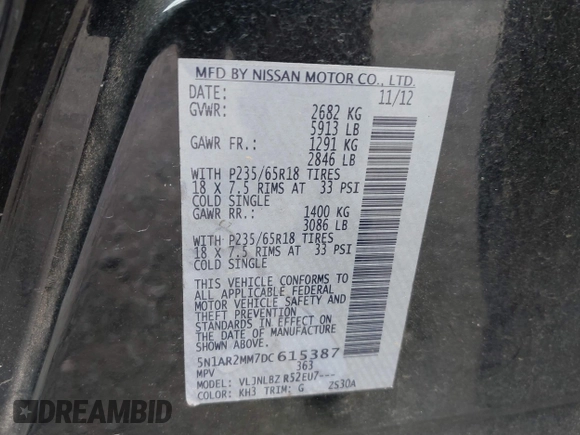 MFD BY NISSAN MOTOR CO., LTD.
DATE: 11/12
GVWR: 2682 KG
5913 LB
GAWR FR.: 1291 KG
2846 LB
WITH P235/65R18 TIRES
18 X 7.5 RIMS AT 33 PSI
COLD SINGLE
GAWR RR.: 1400 KG
3086 LB
WITH P235/65R18 TIRES
18 X 7.5 RIMS AT 33 PSI
COLD SINGLE
THIS VEHICLE CONFORMS TO
ALL APPLICABLE FEDERAL
MOTOR VEHICLE SAFETY AND
THEFT PREVENTION
STANDARDS IN EFFECT ON
THE DATE OF MANUFACTURE
SHOWN ABOVE.
5N1AR2MM7DC615387
MPV 363
MODEL: VLJNLBZ R52EU7---
COLOR: KH3 TRIM: G ZS30A
DREAMBID
DREAMBID